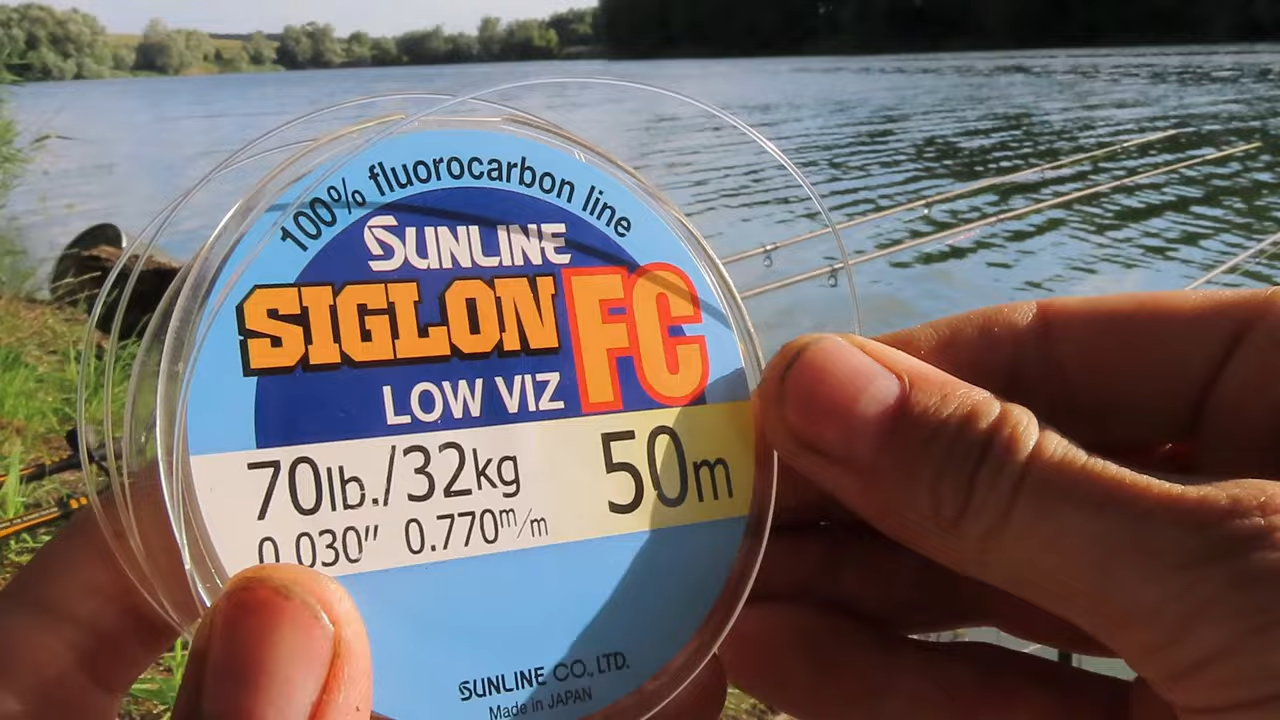 100% fluorocarbon line
SUNLINE
SIGLON FC
LOW VIZ
70lb./32kg 50m
0.030" 0.770m/m
SUNLINE CO., LTD.
Made in JAPAN